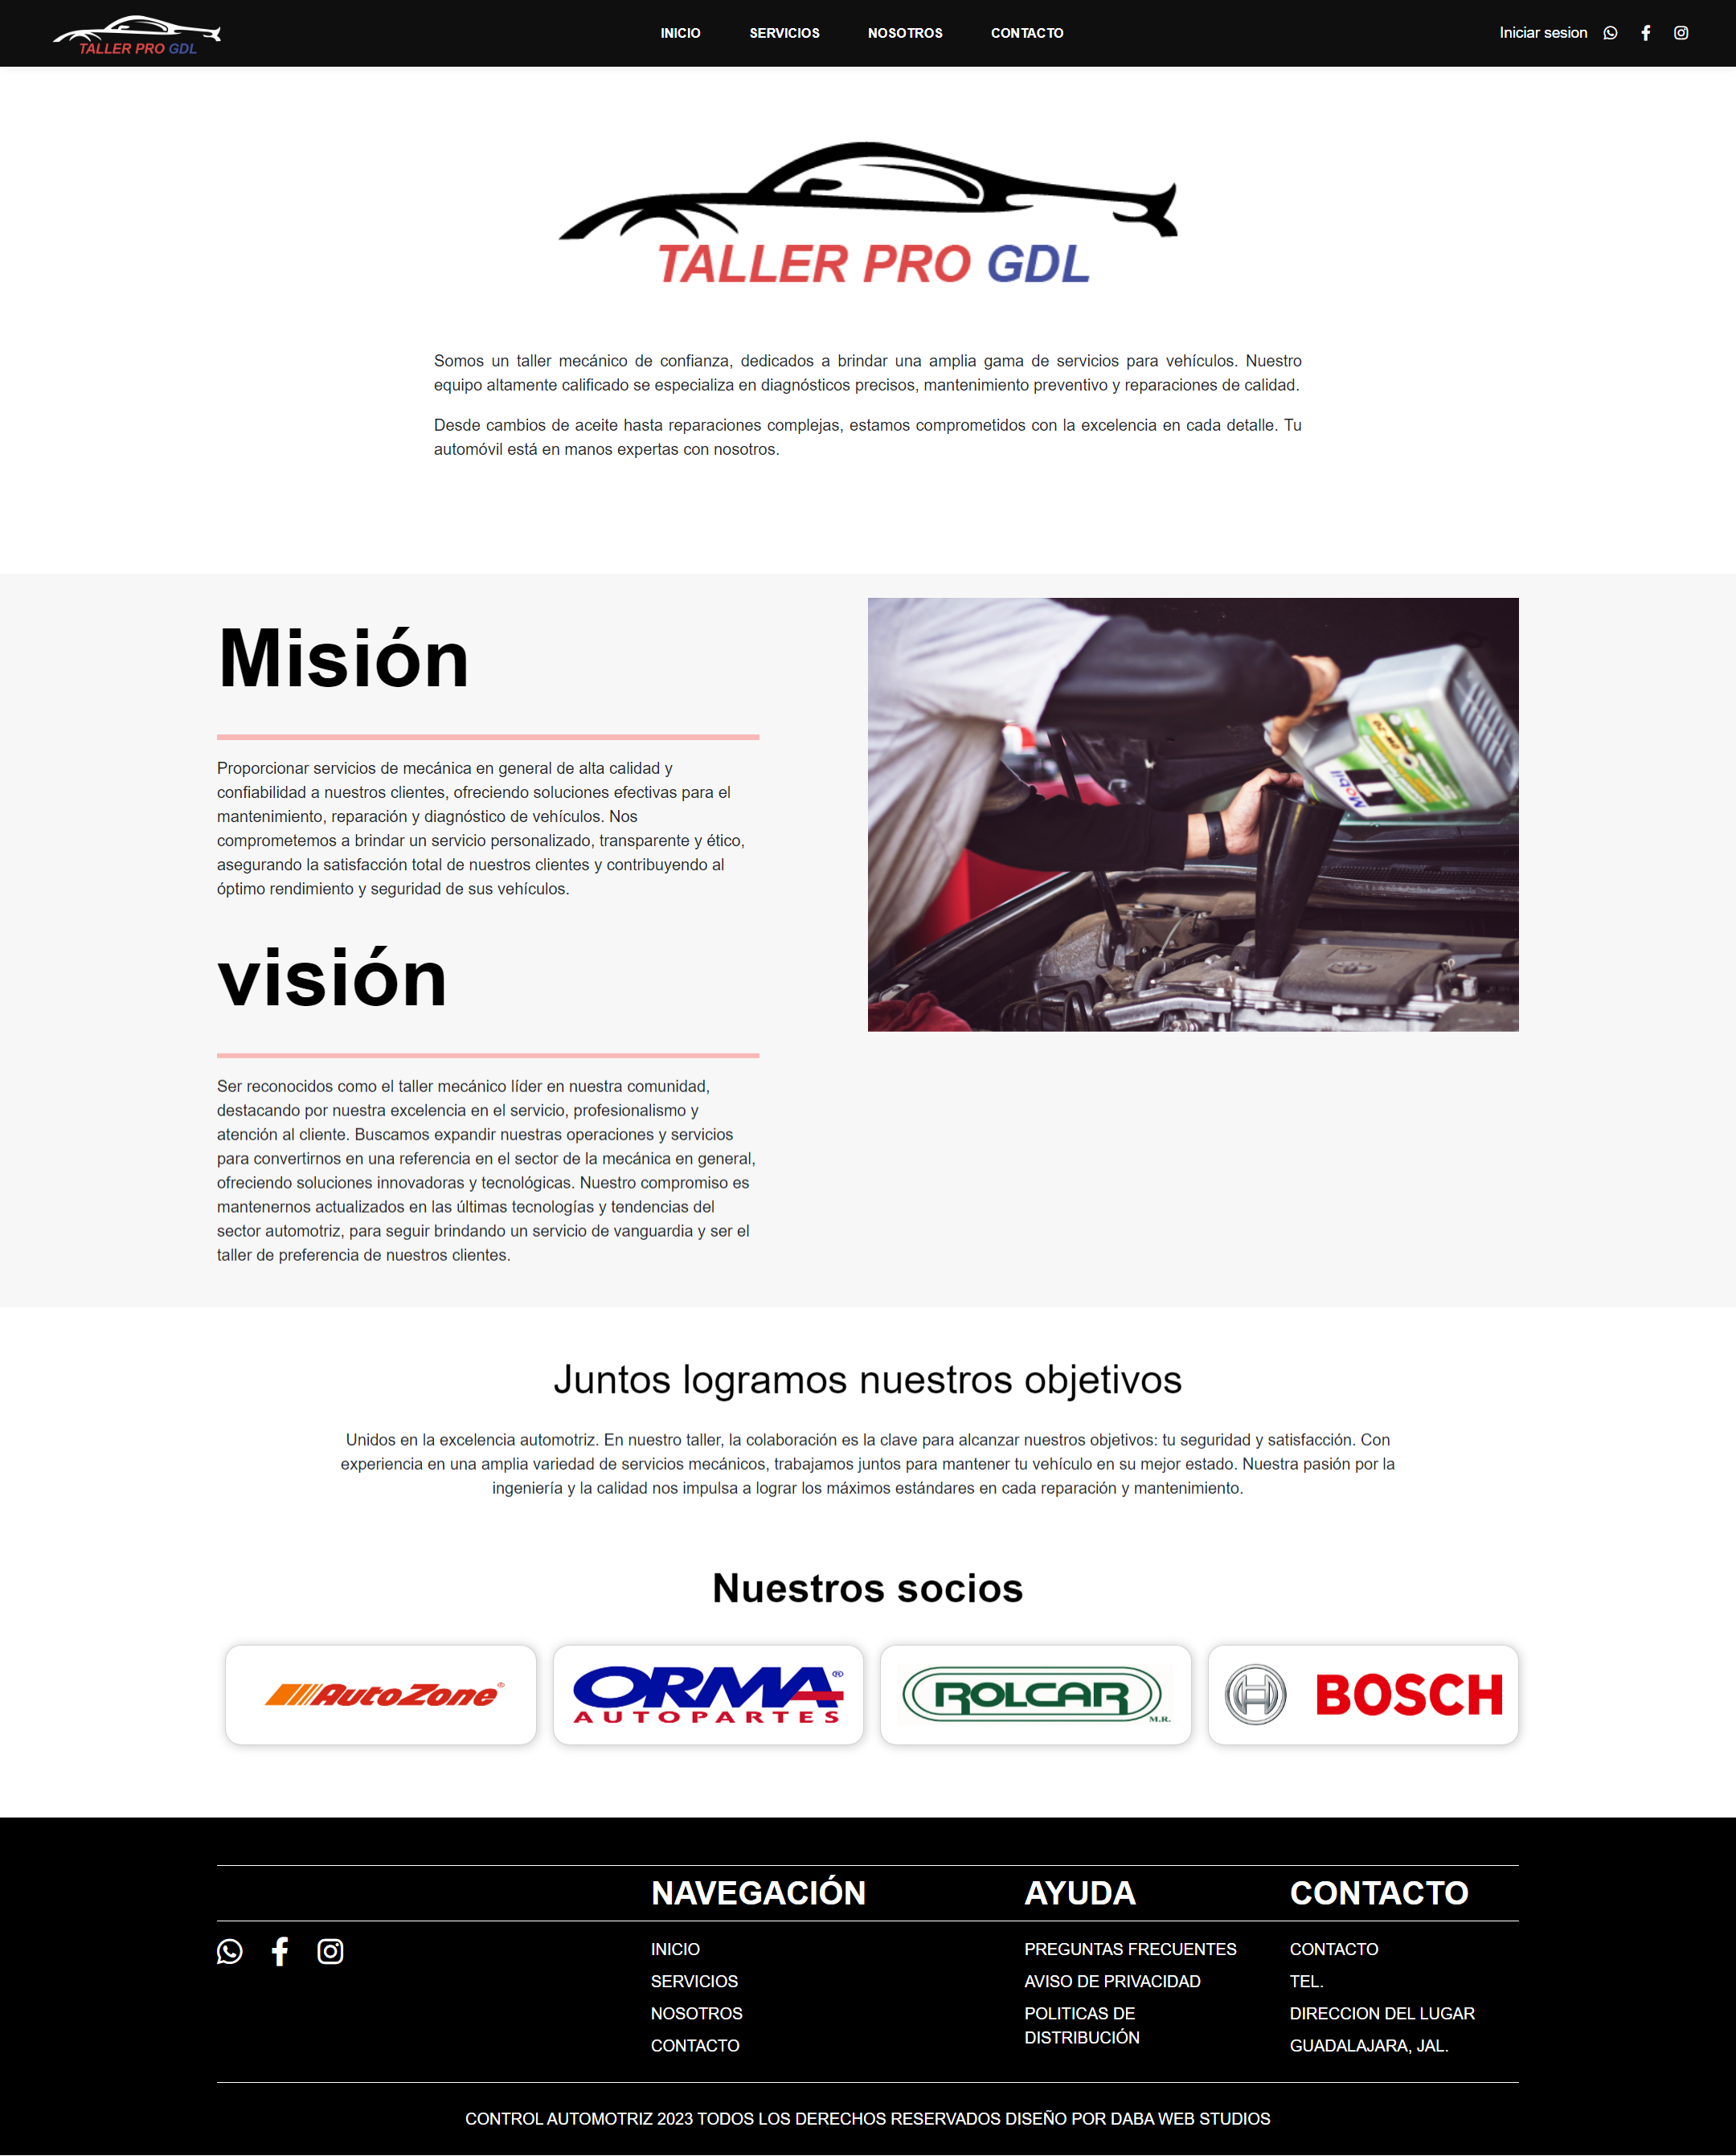 TALLER PRO GDL
INICIO
SERVICIOS
NOSOTROS
CONTACTO
Iniciar sesion
TALLER PRO GDL
Somos un taller mecánico de confianza, dedicados a brindar una amplia gama de servicios para vehículos. Nuestro
equipo altamente calificado se especializa en diagnósticos precisos, mantenimiento preventivo y reparaciones de calidad.
Desde cambios de aceite hasta reparaciones complejas, estamos comprometidos con la excelencia en cada detalle. Tu
automóvil está en manos expertas con nosotros.
Misión
Proporcionar servicios de mecánica en general de alta calidad y
confiabilidad a nuestros clientes, ofreciendo soluciones efectivas para el
mantenimiento, reparación y diagnóstico de vehículos. Nos
comprometemos a brindar un servicio personalizado, transparente y ético,
asegurando la satisfacción total de nuestros clientes y contribuyendo al
óptimo rendimiento y seguridad de sus vehículos.
Mobil 1
0W-20
visión
Ser reconocidos como el taller mecánico líder en nuestra comunidad,
destacando por nuestra excelencia en el servicio, profesionalismo y
atención al cliente. Buscamos expandir nuestras operaciones y servicios
para convertirnos en una referencia en el sector de la mecánica en general,
ofreciendo soluciones innovadoras y tecnológicas. Nuestro compromiso es
mantenernos actualizados en las últimas tecnologías y tendencias del
sector automotriz, para seguir brindando un servicio de vanguardia y ser el
taller de preferencia de nuestros clientes.
Juntos logramos nuestros objetivos
Unidos en la excelencia automotriz. En nuestro taller, la colaboración es la clave para alcanzar nuestros objetivos: tu seguridad y satisfacción. Con
experiencia en una amplia variedad de servicios mecánicos, trabajamos juntos para mantener tu vehículo en su mejor estado. Nuestra pasión por la
ingeniería y la calidad nos impulsa a lograr los máximos estándares en cada reparación y mantenimiento.
Nuestros socios
AutoZone®
ORMA®
AUTOPARTES
ROLCAR
M.R.
BOSCH
NAVEGACIÓN
INICIO
SERVICIOS
NOSOTROS
CONTACTO
AYUDA
PREGUNTAS FRECUENTES
AVISO DE PRIVACIDAD
POLITICAS DE
DISTRIBUCIÓN
CONTACTO
CONTACTO
TEL.
DIRECCION DEL LUGAR
GUADALAJARA, JAL.
CONTROL AUTOMOTRIZ 2023 TODOS LOS DERECHOS RESERVADOS DISEÑO POR DABA WEB STUDIOS